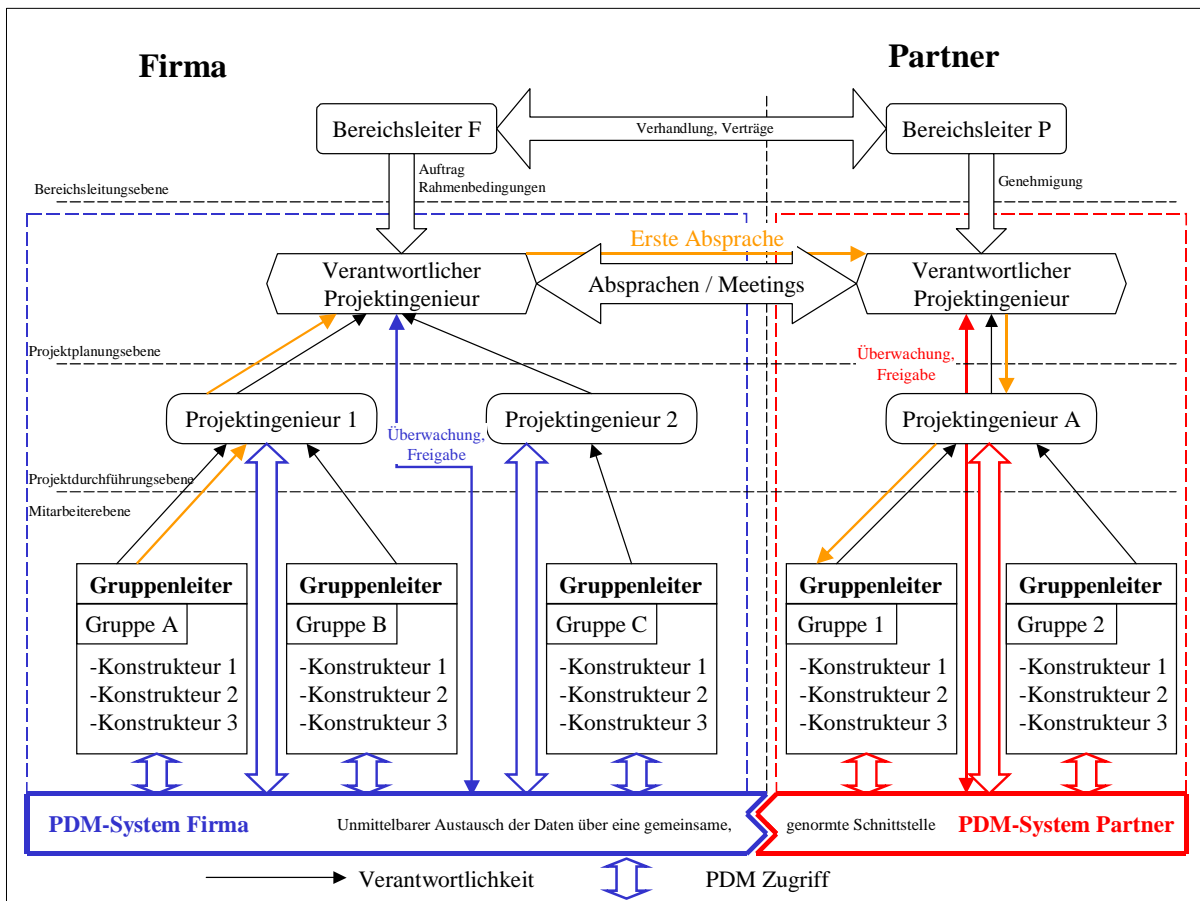 Firma
Partner
Bereichsleiter F
Verhandlung, Verträge
Bereichsleiter P
Auftrag
Rahmenbedingungen
Genehmigung
Bereichsleitungsebene
Erste Absprache
Verantwortlicher
Projektingenieur
Absprachen / Meetings
Verantwortlicher
Projektingenieur
Projektplanungsebene
Überwachung,
Freigabe
Projektingenieur 1
Projektingenieur 2
Projektingenieur A
Überwachung,
Freigabe
Projektdurchführungsebene
Mitarbeiterebene
Gruppenleiter
Gruppe A
-Konstrukteur 1
-Konstrukteur 2
-Konstrukteur 3
Gruppenleiter
Gruppe B
-Konstrukteur 1
-Konstrukteur 2
-Konstrukteur 3
Gruppenleiter
Gruppe C
-Konstrukteur 1
-Konstrukteur 2
-Konstrukteur 3
Gruppenleiter
Gruppe 1
-Konstrukteur 1
-Konstrukteur 2
-Konstrukteur 3
Gruppenleiter
Gruppe 2
-Konstrukteur 1
-Konstrukteur 2
-Konstrukteur 3
PDM-System Firma
Unmittelbarer Austausch der Daten über eine gemeinsame,
genormte Schnittstelle
PDM-System Partner
Verantwortlichkeit
PDM Zugriff